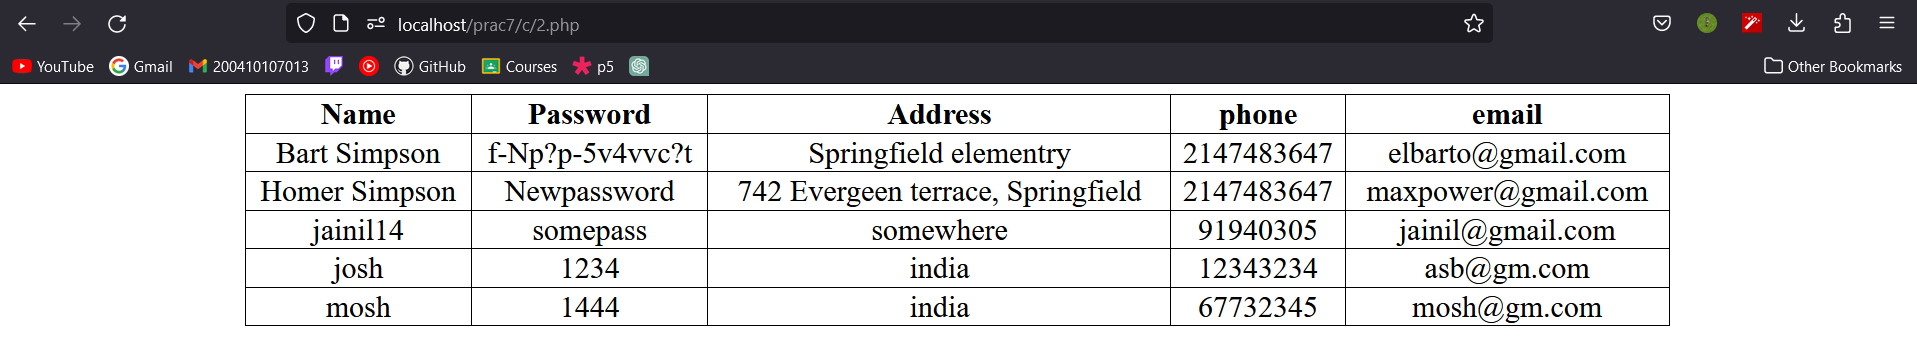 localhost/prac7/c/2.php
YouTube Gmail 200410107013 GitHub Courses p5 Other Bookmarks
Name Password Address phone email
Bart Simpson f-Np?p-5v4vvc?t Springfield elementry 2147483647 elbarto@gmail.com
Homer Simpson Newpassword 742 Evergeen terrace, Springfield 2147483647 maxpower@gmail.com
jainil14 somepass somewhere 91940305 jainil@gmail.com
josh 1234 india 12343234 asb@gm.com
mosh 1444 india 67732345 mosh@gm.com